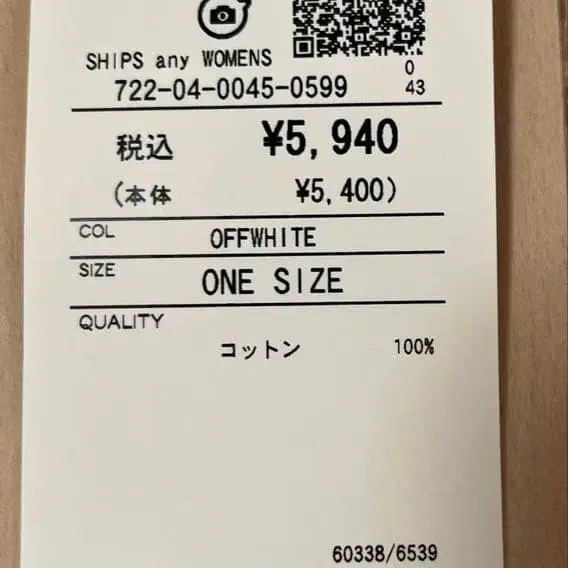 SHIPS any WOMENS
0
722-04-0045-0599 43
税込 ¥5,940
(本体 ¥5,400)
COL OFFWHITE
SIZE ONE SIZE
QUALITY
コットン 100%
60338/6539